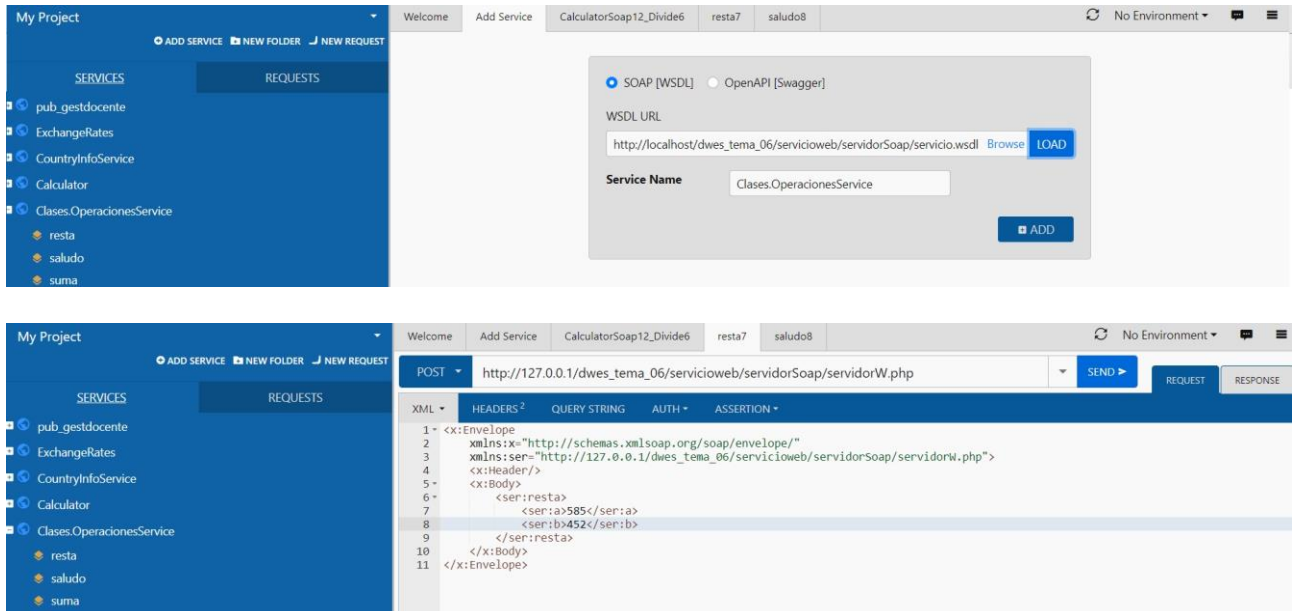 My Project
Welcome Add Service CalculatorSoap12_Divide6 resta7 saludo8 No Environment
ADD SERVICE NEW FOLDER NEW REQUEST
SERVICES REQUESTS
SOAP [WSDL] OpenAPI [Swagger]
pub_gestdocente
WSDL URL
ExchangeRates
http://localhost/dwes_tema_06/servicioweb/servidorSoap/servicio.wsdl Browse LOAD
CountryInfoService
Calculator
Service Name Clases.OperacionesService
Clases.OperacionesService
resta
ADD
saludo
suma
My Project
Welcome Add Service CalculatorSoap12_Divide6 resta7 saludo8 No Environment
ADD SERVICE NEW FOLDER NEW REQUEST
POST http://127.0.0.1/dwes_tema_06/servicioweb/servidorSoap/servidorW.php SEND REQUEST RESPONSE
SERVICES REQUESTS
XML HEADERS 2 QUERY STRING AUTH ASSERTION
pub_gestdocente
ExchangeRates
CountryInfoService
Calculator
Clases.OperacionesService
resta
saludo
suma
1 <x:Envelope
2 xmlns:x="http://schemas.xmlsoap.org/soap/envelope/"
3 xmlns:ser="http://127.0.0.1/dwes_tema_06/servicioweb/servidorSoap/servidorW.php">
4 <x:Header/>
5 <x:Body>
6 <ser:resta>
7 <ser:a>585</ser:a>
8 <ser:b>452</ser:b>
9 </ser:resta>
10 </x:Body>
11 </x:Envelope>